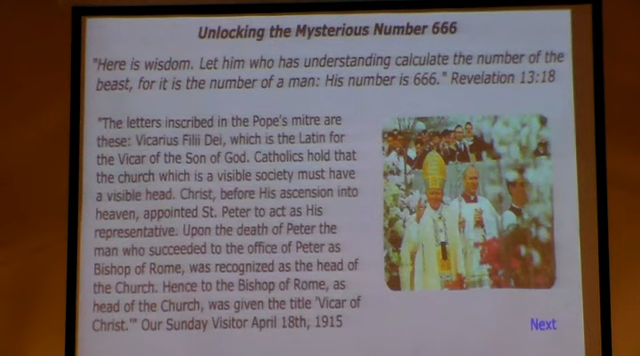 Unlocking the Mysterious Number 666
"Here is wisdom. Let him who has understanding calculate the number of the
beast, for it is the number of a man: His number is 666." Revelation 13:18
"The letters inscribed in the Pope's mitre are
these: Vicarius Filii Dei, which is the Latin for
the Vicar of the Son of God. Catholics hold that
the church which is a visible society must have
a visible head. Christ, before His ascension into
heaven, appointed St. Peter to act as His
representative. Upon the death of Peter the
man who succeeded to the office of Peter as
Bishop of Rome, was recognized as the head of
the Church. Hence to the Bishop of Rome, as
head of the Church, was given the title 'Vicar of
Christ.'" Our Sunday Visitor April 18th, 1915
Next